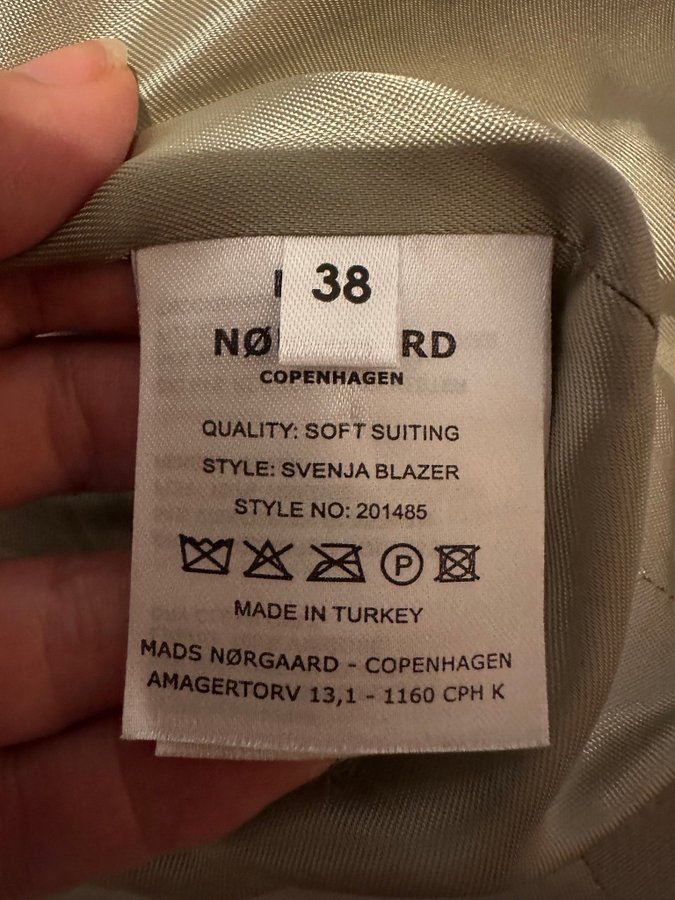 38
NØ RD
COPENHAGEN
QUALITY: SOFT SUITING
STYLE: SVENJA BLAZER
STYLE NO: 201485
P
MADE IN TURKEY
MADS NØRGAARD - COPENHAGEN
AMAGERTORV 13,1 - 1160 CPH K